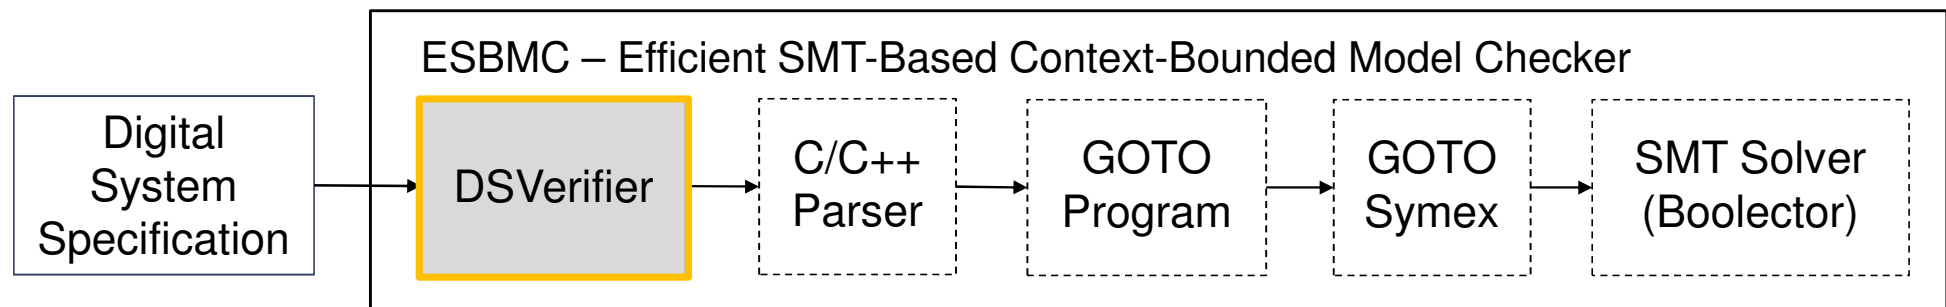 ESBMC – Efficient SMT-Based Context-Bounded Model Checker
Digital
System
Specification
DSVerifier
C/C++
Parser
GOTO
Program
GOTO
Symex
SMT Solver
(Boolector)